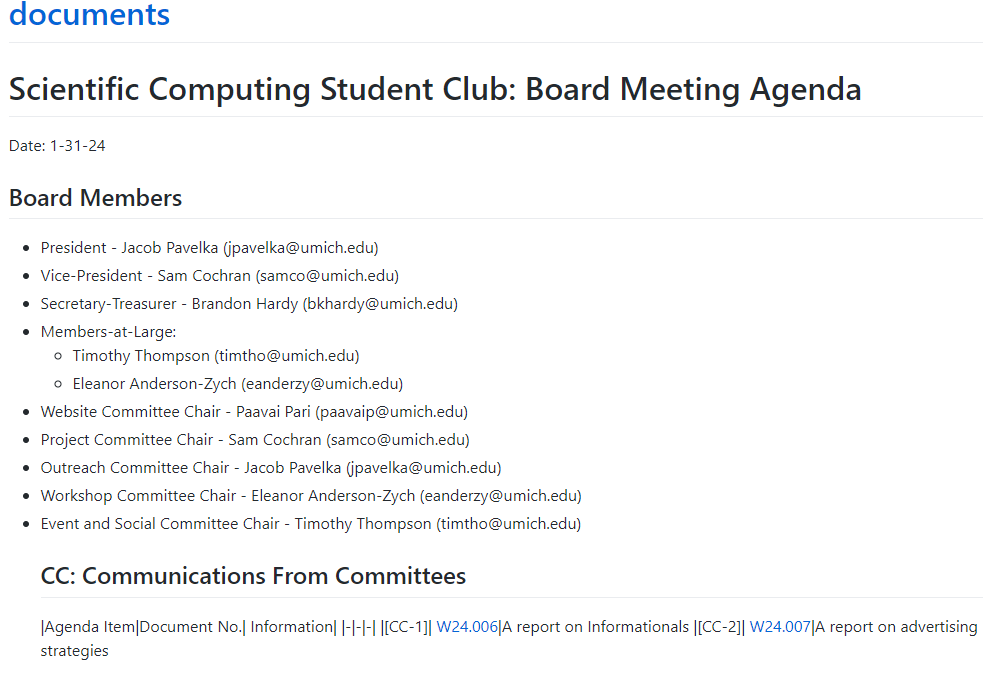 documents
Scientific Computing Student Club: Board Meeting Agenda
Date: 1-31-24
Board Members
President - Jacob Pavelka (jpavelka@umich.edu)
Vice-President - Sam Cochran (samco@umich.edu)
Secretary-Treasurer - Brandon Hardy (bkhardy@umich.edu)
Members-at-Large:
Timothy Thompson (timtho@umich.edu)
Eleanor Anderson-Zych (eanderzy@umich.edu)
Website Committee Chair - Paavai Pari (paavaip@umich.edu)
Project Committee Chair - Sam Cochran (samco@umich.edu)
Outreach Committee Chair - Jacob Pavelka (jpavelka@umich.edu)
Workshop Committee Chair - Eleanor Anderson-Zych (eanderzy@umich.edu)
Event and Social Committee Chair - Timothy Thompson (timtho@umich.edu)
CC: Communications From Committees
|Agenda Item|Document No.| Information| |-|-|-| |[CC-1]| W24.006|A report on Informationals |[CC-2]| W24.007|A report on advertising
strategies